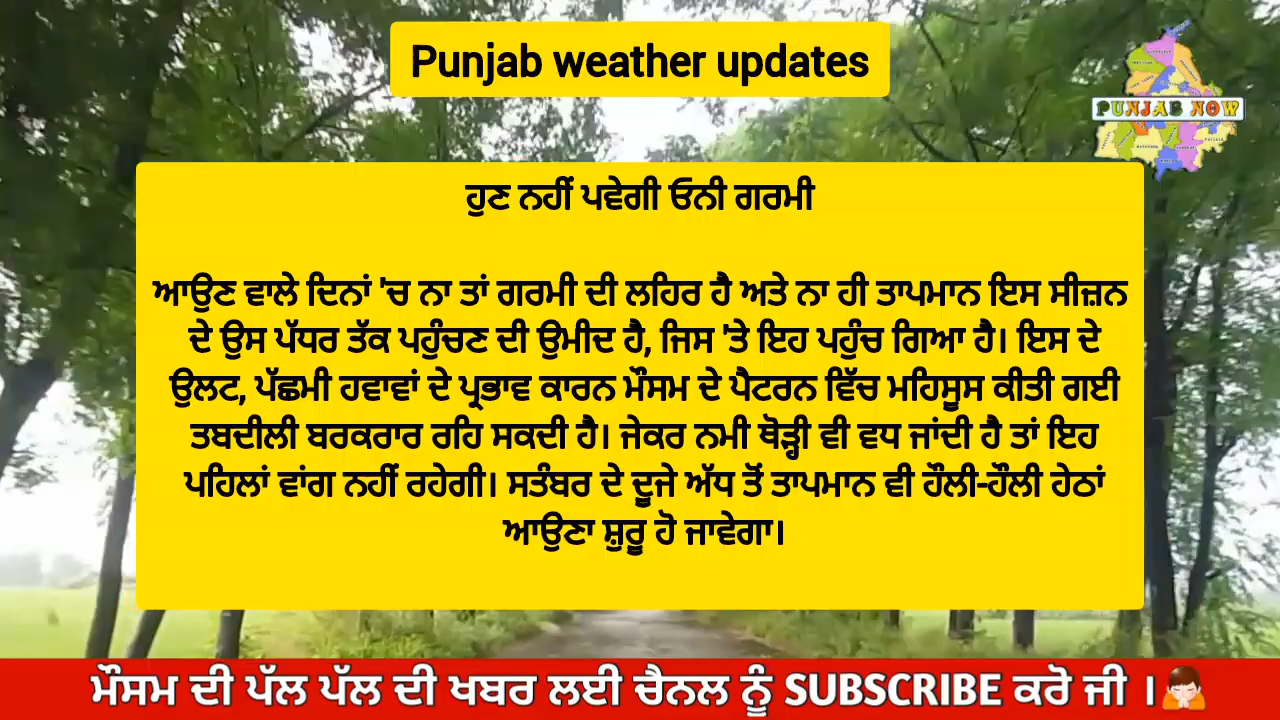 Punjab weather updates
PUNJAB NOW
ਹੁਣ ਨਹੀਂ ਪਵੇਗੀ ਓਨੀ ਗਰਮੀ
ਆਉਣ ਵਾਲੇ ਦਿਨਾਂ 'ਚ ਨਾ ਤਾਂ ਗਰਮੀ ਦੀ ਲਹਿਰ ਹੈ ਅਤੇ ਨਾ ਹੀ ਤਾਪਮਾਨ ਇਸ ਸੀਜ਼ਨ
ਦੇ ਉਸ ਪੱਧਰ ਤੱਕ ਪਹੁੰਚਣ ਦੀ ਉਮੀਦ ਹੈ, ਜਿਸ 'ਤੇ ਇਹ ਪਹੁੰਚ ਗਿਆ ਹੈ। ਇਸ ਦੇ
ਉਲਟ, ਪੱਛਮੀ ਹਵਾਵਾਂ ਦੇ ਪ੍ਰਭਾਵ ਕਾਰਨ ਮੌਸਮ ਦੇ ਪੈਟਰਨ ਵਿੱਚ ਮਹਿਸੂਸ ਕੀਤੀ ਗਈ
ਤਬਦੀਲੀ ਬਰਕਰਾਰ ਰਹਿ ਸਕਦੀ ਹੈ। ਜੇਕਰ ਨਮੀ ਥੋੜ੍ਹੀ ਵੀ ਵਧ ਜਾਂਦੀ ਹੈ ਤਾਂ ਇਹ
ਪਹਿਲਾਂ ਵਾਂਗ ਨਹੀਂ ਰਹੇਗੀ। ਸਤੰਬਰ ਦੇ ਦੂਜੇ ਅੱਧ ਤੋਂ ਤਾਪਮਾਨ ਵੀ ਹੌਲੀ-ਹੌਲੀ ਹੇਠਾਂ
ਆਉਣਾ ਸ਼ੁਰੂ ਹੋ ਜਾਵੇਗਾ।
ਮੌਸਮ ਦੀ ਪੱਲ ਪੱਲ ਦੀ ਖਬਰ ਲਈ ਚੈਨਲ ਨੂੰ SUBSCRIBE ਕਰੋ ਜੀ ।🙏